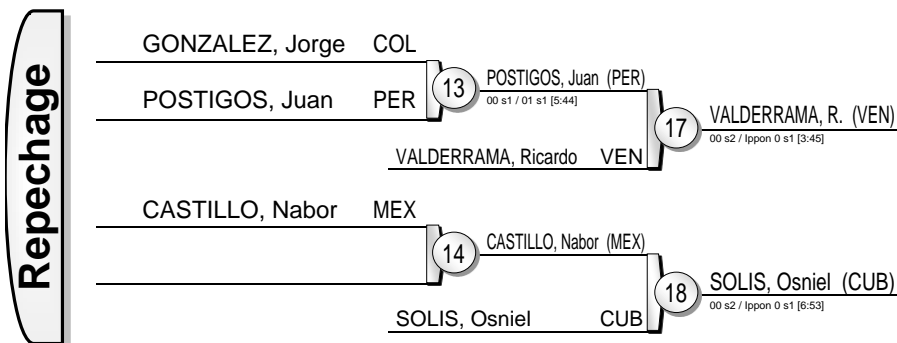 Repechage
GONZALEZ, Jorge COL
POSTIGOS, Juan PER
13
POSTIGOS, Juan (PER)
00 s1 / 01 s1 [5:44]
VALDERRAMA, Ricardo VEN
17
VALDERRAMA, R. (VEN)
00 s2 / Ippon 0 s1 [3:45]
CASTILLO, Nabor MEX
14
CASTILLO, Nabor (MEX)
SOLIS, Osniel CUB
18
SOLIS, Osniel (CUB)
00 s2 / Ippon 0 s1 [6:53]